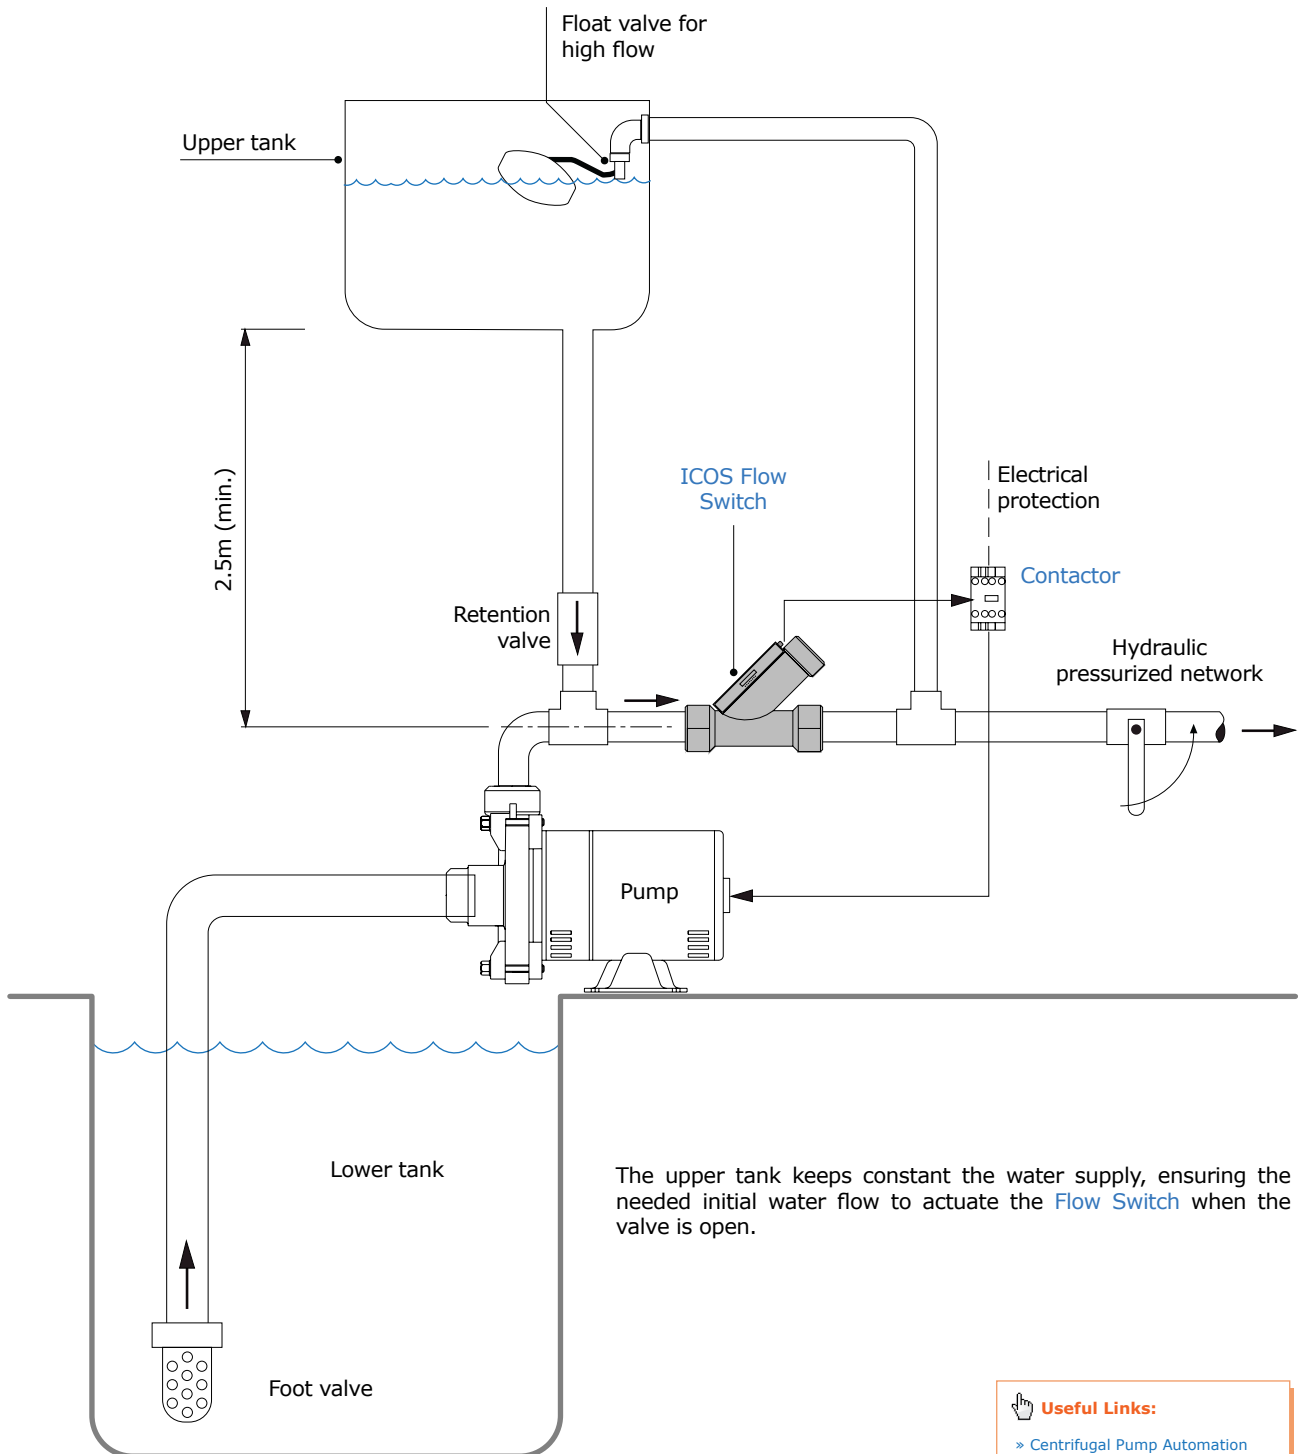 Float valve for
high flow
Upper tank
2.5m (min.)
ICOS Flow
Switch
Electrical
protection
Contactor
Retention
valve
Hydraulic
pressurized network
Pump
Lower tank
The upper tank keeps constant the water supply, ensuring the
needed initial water flow to actuate the Flow Switch when the
valve is open.
Foot valve
Useful Links:
» Centrifugal Pump Automation